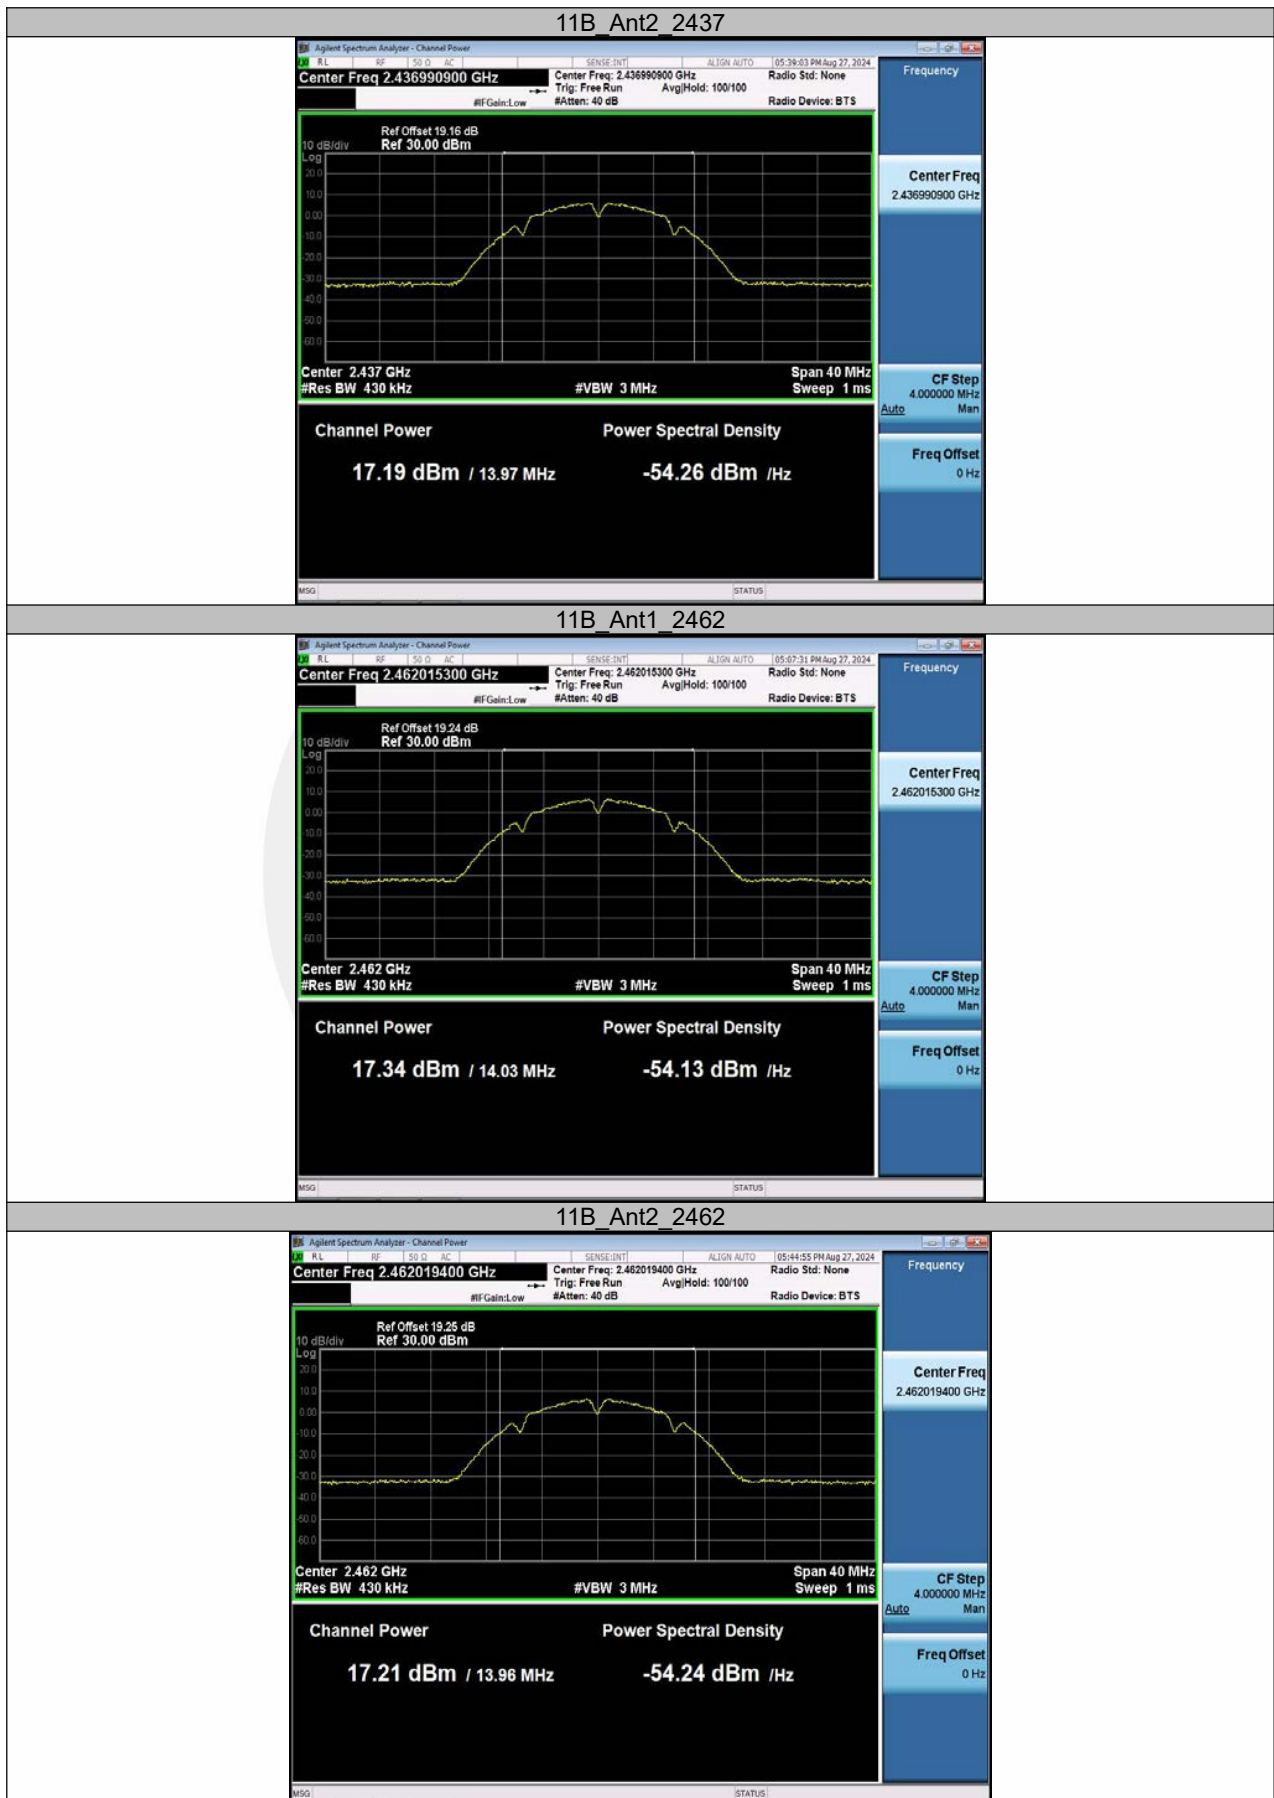 11B_Ant2_2437
Agilent Spectrum Analyzer - Channel Power
RL RF 50 Ω AC SENSE:INT ALIGN AUTO 05:39:03 PM Aug 27, 2024
Center Freq 2.436990900 GHz
Center Freq: 2.436990900 GHz
Radio Std: None
Trig: Free Run Avg|Hold: 100/100
#IFGain:Low
#Atten: 40 dB
Radio Device: BTS
Frequency
Ref Offset 19.16 dB
10 dB/div Ref 30.00 dBm
Log
20.0
10.0
0.00
-10.0
-20.0
-30.0
-40.0
-50.0
-60.0
Center 2.437 GHz Span 40 MHz
#Res BW 430 kHz #VBW 3 MHz Sweep 1 ms
Channel Power Power Spectral Density
17.19 dBm / 13.97 MHz -54.26 dBm /Hz
Center Freq
2.436990900 GHz
CF Step
4.000000 MHz
Auto Man
Freq Offset
0 Hz
MSG STATUS
11B_Ant1_2462
Agilent Spectrum Analyzer - Channel Power
RL RF 50 Ω AC SENSE:INT ALIGN AUTO 05:07:31 PM Aug 27, 2024
Center Freq 2.462015300 GHz
Center Freq: 2.462015300 GHz
Radio Std: None
Trig: Free Run Avg|Hold: 100/100
#IFGain:Low
#Atten: 40 dB
Radio Device: BTS
Frequency
Ref Offset 19.24 dB
10 dB/div Ref 30.00 dBm
Log
20.0
10.0
0.00
-10.0
-20.0
-30.0
-40.0
-50.0
-60.0
Center 2.462 GHz Span 40 MHz
#Res BW 430 kHz #VBW 3 MHz Sweep 1 ms
Channel Power Power Spectral Density
17.34 dBm / 14.03 MHz -54.13 dBm /Hz
Center Freq
2.462015300 GHz
CF Step
4.000000 MHz
Auto Man
Freq Offset
0 Hz
MSG STATUS
11B_Ant2_2462
Agilent Spectrum Analyzer - Channel Power
RL RF 50 Ω AC SENSE:INT ALIGN AUTO 05:44:55 PM Aug 27, 2024
Center Freq 2.462019400 GHz
Center Freq: 2.462019400 GHz
Radio Std: None
Trig: Free Run Avg|Hold: 100/100
#IFGain:Low
#Atten: 40 dB
Radio Device: BTS
Frequency
Ref Offset 19.25 dB
10 dB/div Ref 30.00 dBm
Log
20.0
10.0
0.00
-10.0
-20.0
-30.0
-40.0
-50.0
-60.0
Center 2.462 GHz Span 40 MHz
#Res BW 430 kHz #VBW 3 MHz Sweep 1 ms
Channel Power Power Spectral Density
17.21 dBm / 13.96 MHz -54.24 dBm /Hz
Center Freq
2.462019400 GHz
CF Step
4.000000 MHz
Auto Man
Freq Offset
0 Hz
MSG STATUS